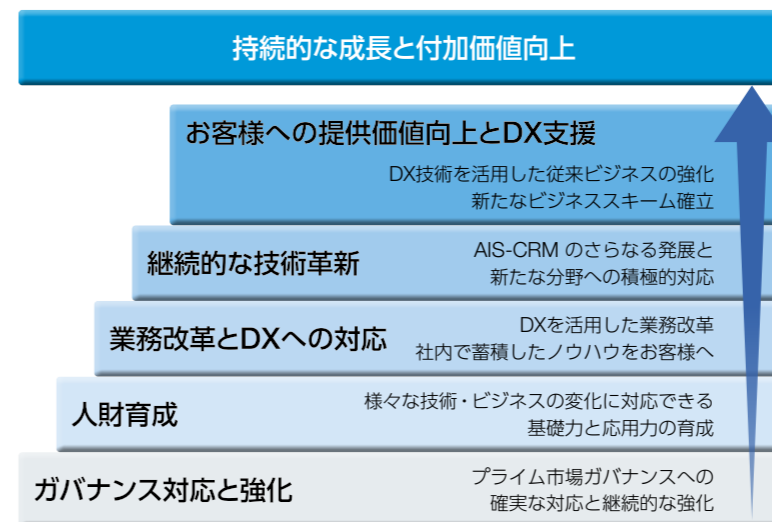 持続的な成長と付加価値向上
お客様への提供価値向上とDX支援
DX技術を活用した従来ビジネスの強化
新たなビジネススキーム確立
継続的な技術革新
AIS-CRM のさらなる発展と
新たな分野への積極的対応
業務改革とDXへの対応
DXを活用した業務改革
社内で蓄積したノウハウをお客様へ
人財育成
様々な技術・ビジネスの変化に対応できる
基礎力と応用力の育成
ガバナンス対応と強化
プライム市場ガバナンスへの
確実な対応と継続的な強化